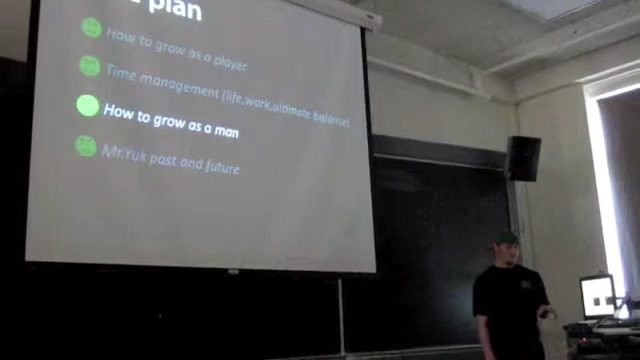 plan
How to grow as a player
Time management (life,work,ultimate balance)
How to grow as a man
Mr.Yuk past and future